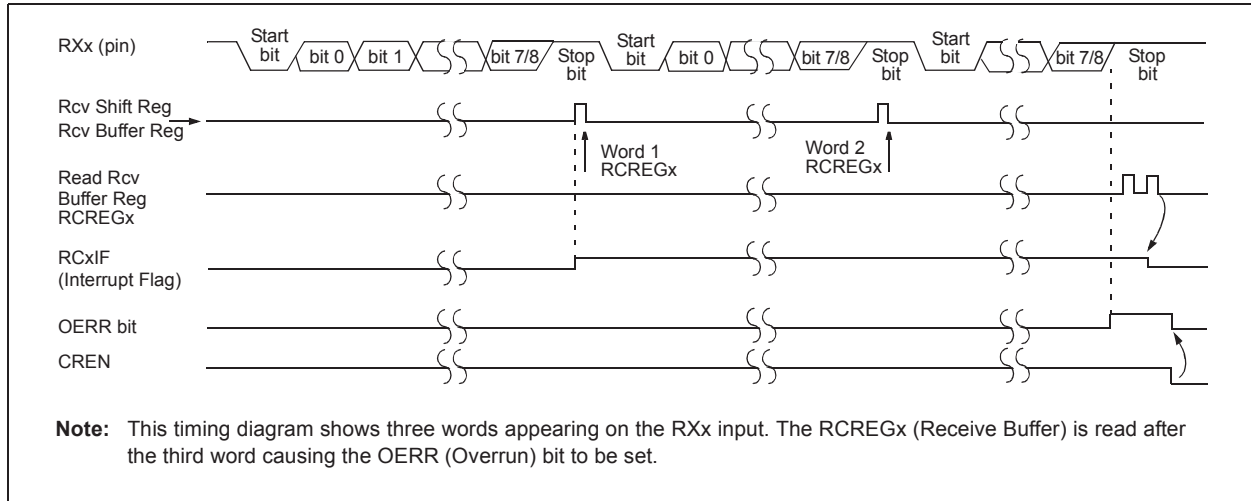 RXx (pin)
Start
bit
bit 0
bit 1
bit 7/8
Stop
bit
Start
bit
bit 0
bit 7/8
Stop
bit
Start
bit
bit 7/8
Stop
bit
Rcv Shift Reg
Rcv Buffer Reg
Word 1
RCREGx
Word 2
RCREGx
Read Rcv
Buffer Reg
RCREGx
RCxIF
(Interrupt Flag)
OERR bit
CREN
Note: This timing diagram shows three words appearing on the RXx input. The RCREGx (Receive Buffer) is read after
the third word causing the OERR (Overrun) bit to be set.